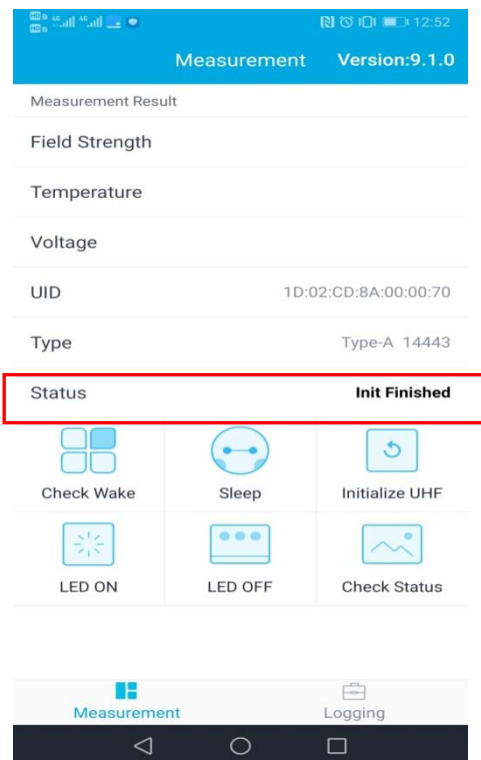 12:52
Measurement Version:9.1.0
Measurement Result
Field Strength
Temperature
Voltage
UID 1D:02:CD:8A:00:00:70
Type Type-A 14443
Status Init Finished
Check Wake Sleep Initialize UHF
LED ON LED OFF Check Status
Measurement Logging